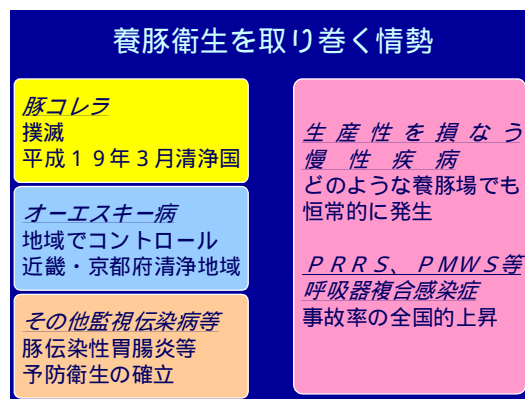 養豚衛生を取り巻く情勢
豚コレラ
撲滅
平成１９年３月清浄国
オーエスキー病
地域でコントロール
近畿・京都府清浄地域
その他監視伝染病等
豚伝染性胃腸炎等
予防衛生の確立
生産性を損なう
慢性疾病
どのような養豚場でも
恒常的に発生
ＰＲＲＳ、ＰＭＷＳ等
呼吸器複合感染症
事故率の全国的上昇